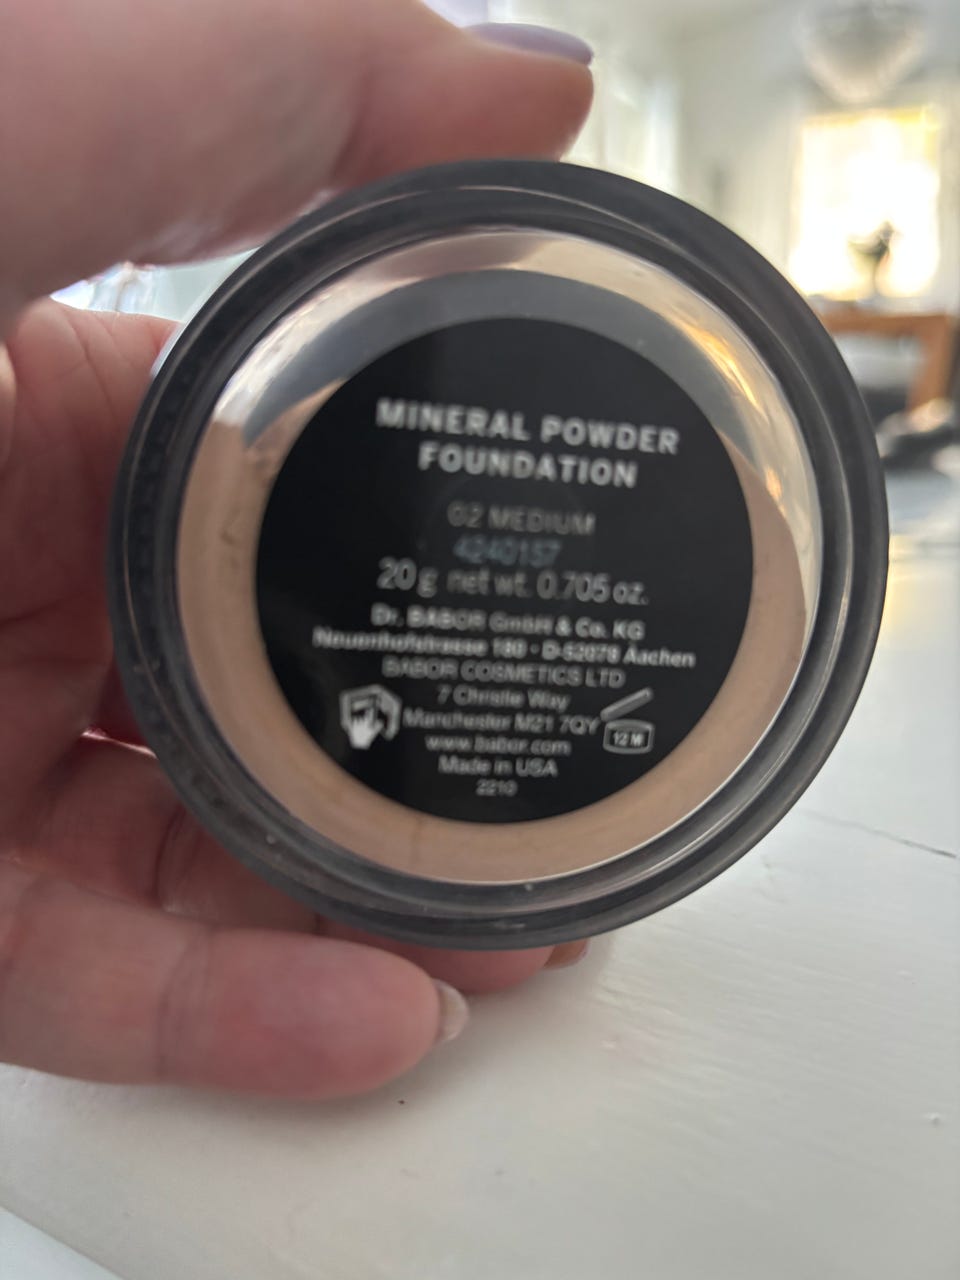 MINERAL POWDER
FOUNDATION
02 MEDIUM
4240157
20g net wt. 0.705 oz.
Dr. BABOR GmbH & Co. KG
Neuenhofstrasse 180 · D-52078 Aachen
BABOR COSMETICS LTD
7 Christie Way
Manchester M21 7QY
12 M
www.babor.com
Made in USA
2210